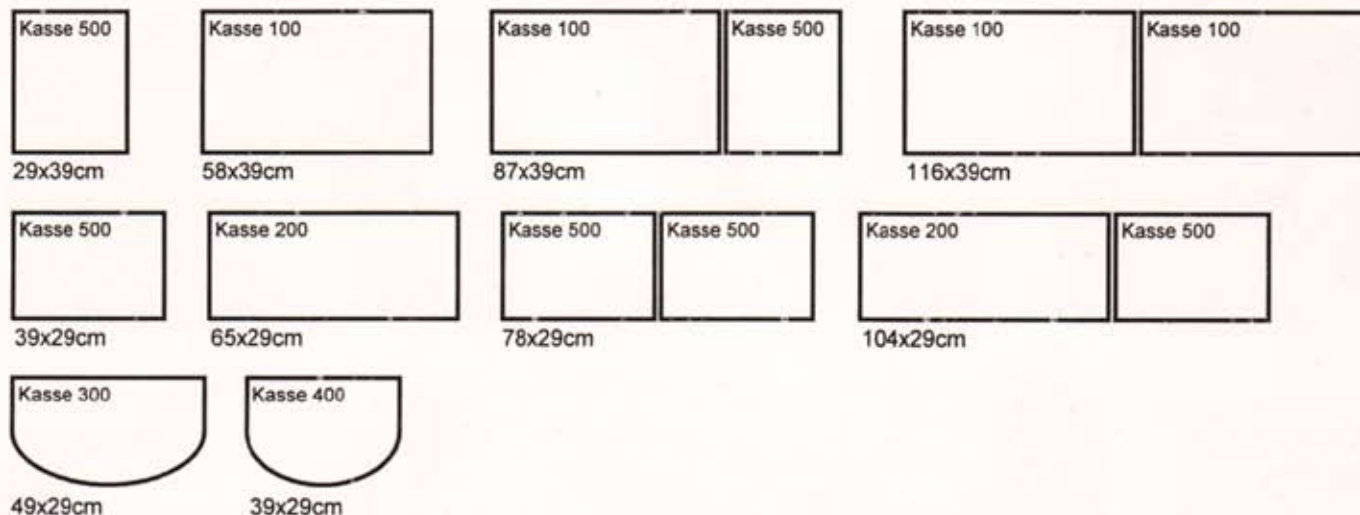 Kasse 500
Kasse 100
Kasse 100
Kasse 500
Kasse 100
Kasse 100
29x39cm
58x39cm
87x39cm
116x39cm
Kasse 500
Kasse 200
Kasse 500
Kasse 500
Kasse 200
Kasse 500
39x29cm
65x29cm
78x29cm
104x29cm
Kasse 300
Kasse 400
49x29cm
39x29cm